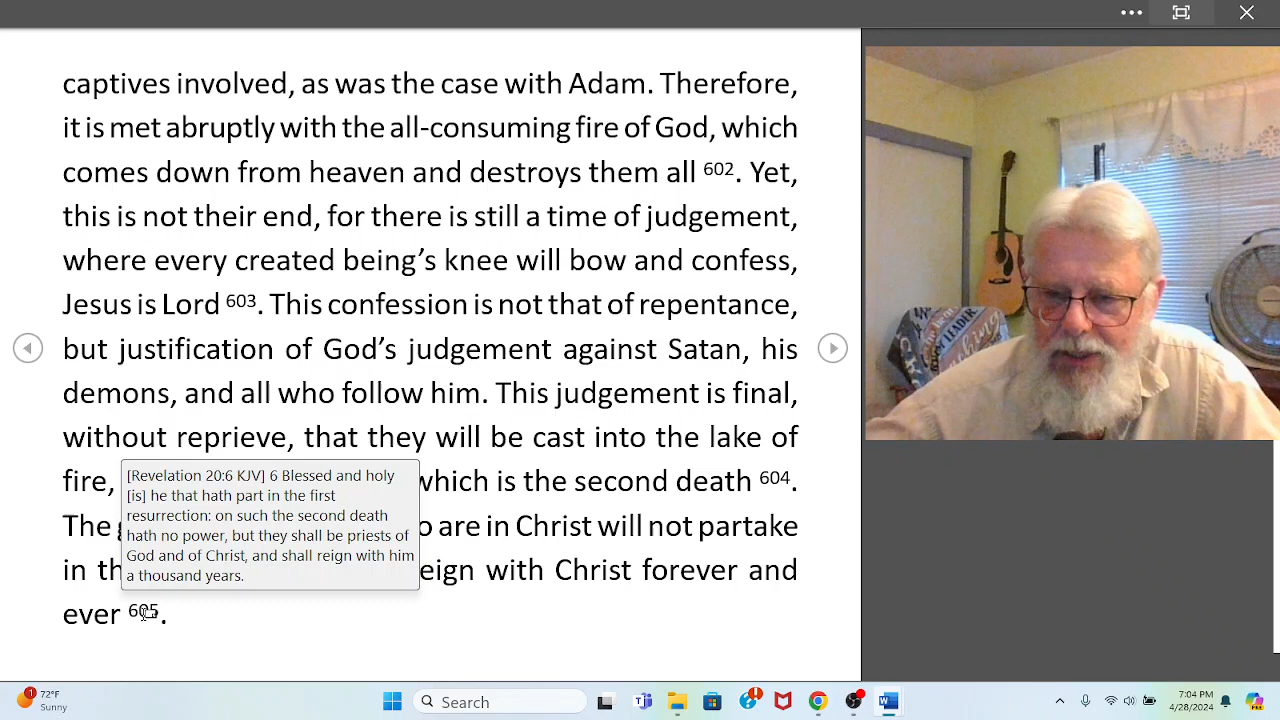 captives involved, as was the case with Adam. Therefore,
it is met abruptly with the all-consuming fire of God, which
comes down from heaven and destroys them all 602. Yet,
this is not their end, for there is still a time of judgement,
where every created being’s knee will bow and confess,
Jesus is Lord 603. This confession is not that of repentance,
but justification of God’s judgement against Satan, his
demons, and all who follow him. This judgement is final,
without reprieve, that they will be cast into the lake of
fire, which is the second death 604.
The are in Christ will not partake
in with Christ forever and
ever 605.
[Revelation 20:6 KJV] 6 Blessed and holy
[is] he that hath part in the first
resurrection: on such the second death
hath no power, but they shall be priests of
God and of Christ, and shall reign with him
a thousand years.
LEADER
1
72°F
Sunny
Search
7:04 PM
4/28/2024